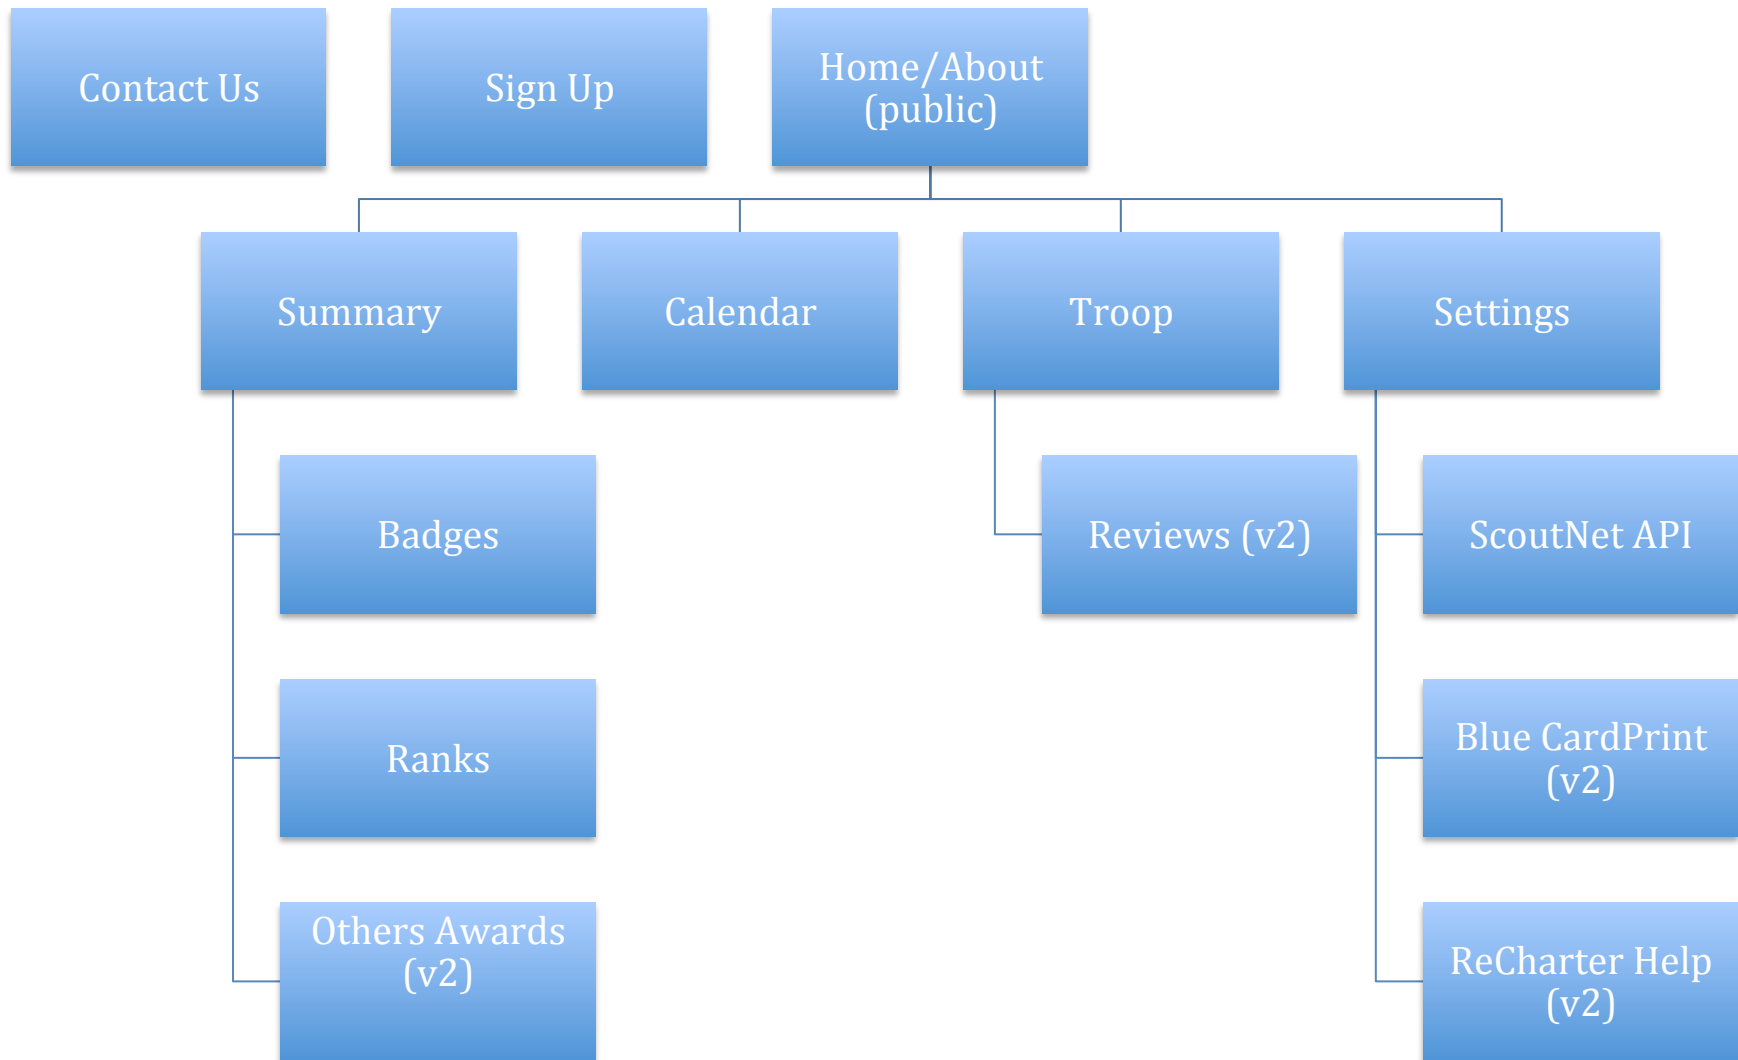 Contact Us
Sign Up
Home/About
(public)
Summary
Calendar
Troop
Settings
Badges
Reviews (v2)
ScoutNet API
Ranks
Blue CardPrint
(v2)
Others Awards
(v2)
ReCharter Help
(v2)